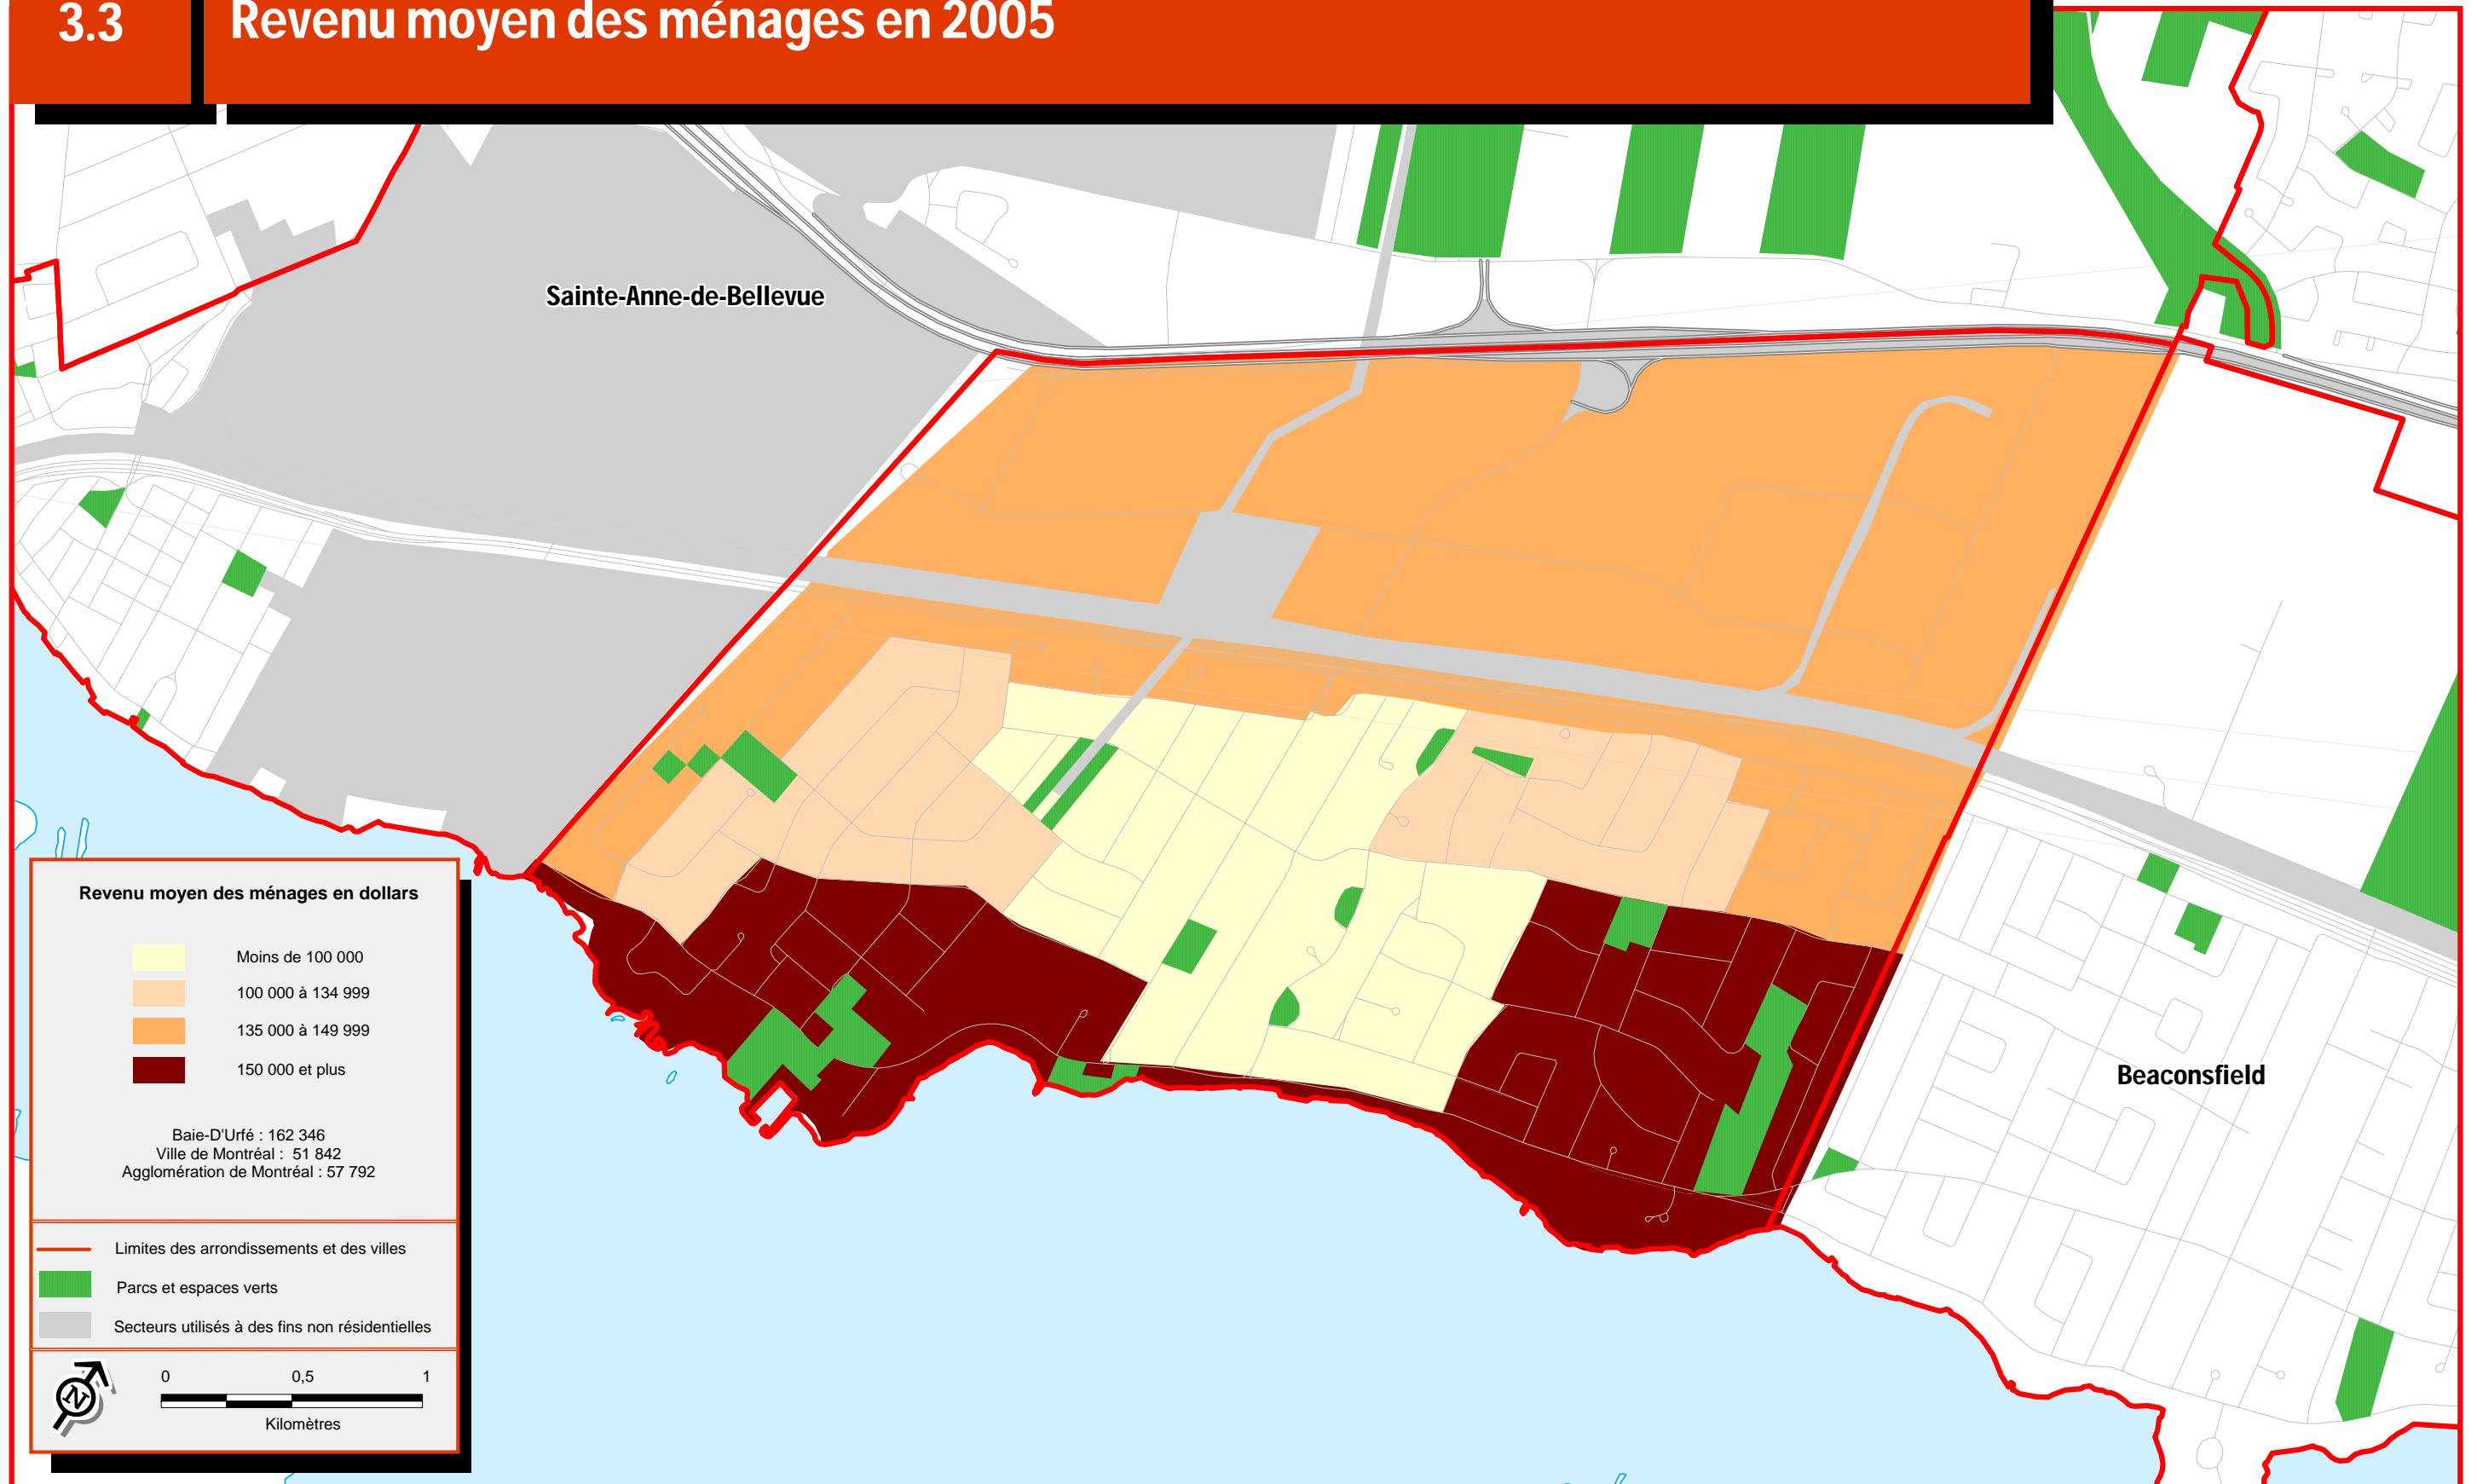 3.3
Revenu moyen des ménages en 2005
Sainte-Anne-de-Bellevue
Beaconsfield
Revenu moyen des ménages en dollars
Moins de 100 000
100 000 à 134 999
135 000 à 149 999
150 000 et plus
Baie-D'Urfé : 162 346
Ville de Montréal : 51 842
Agglomération de Montréal : 57 792
Limites des arrondissements et des villes
Parcs et espaces verts
Secteurs utilisés à des fins non résidentielles
N
0 0,5 1
Kilomètres